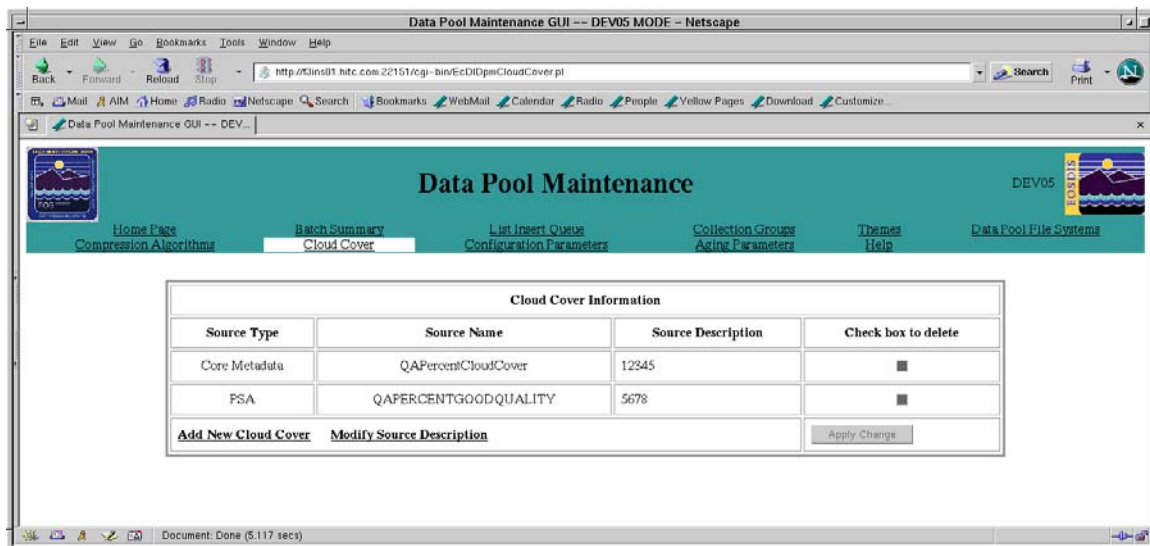 Data Pool Maintenance GUI -- DEV05 MODE - Netscape
File Edit View Go Bookmarks Tools Window Help
Back Forward Reload Stop http://f3ins01.hitc.com:22151/cgi-bin/EcDlDpmCloudCover.pl Search Print N
Mail AIM Home Radio Netscape Search Bookmarks WebMail Calendar Radio People Yellow Pages Download Customize...
Data Pool Maintenance GUI -- DEV...
EOS
Data Pool Maintenance
DEV05
EOSDIS
Home Page Batch Summary List Insert Queue Collection Groups Themes Data Pool File Systems
Compression Algorithms Cloud Cover Configuration Parameters Aging Parameters Help
Cloud Cover Information
Source Type Source Name Source Description Check box to delete
Core Metadata QAPercentCloudCover 12345
PSA QAPERCENTGOODQUALITY 5678
Add New Cloud Cover Modify Source Description Apply Change
Document: Done (5.117 secs)